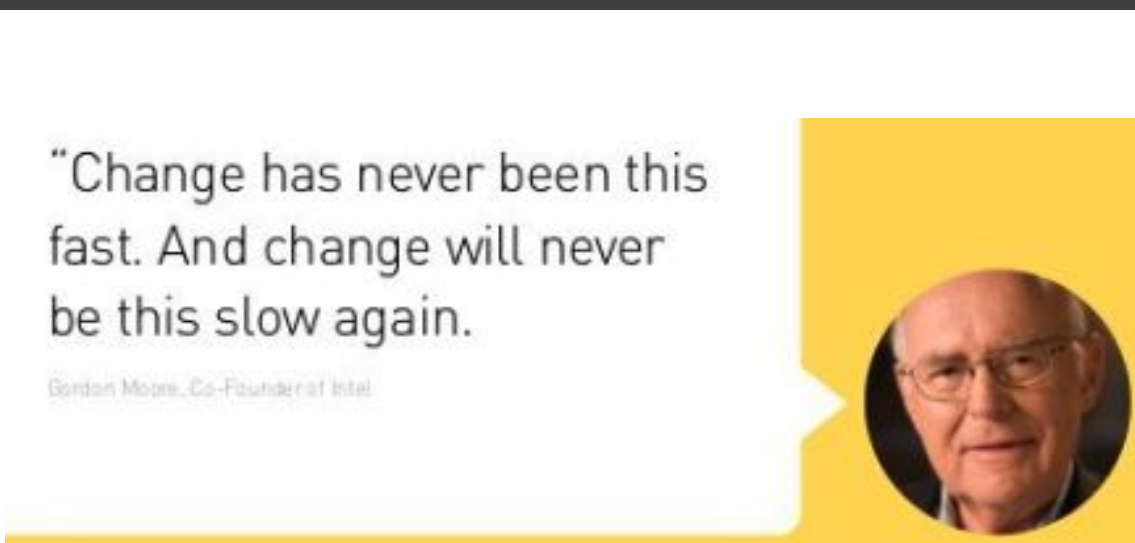 “Change has never been this
fast. And change will never
be this slow again.
Gordon Moore, Co-Founder of Intel